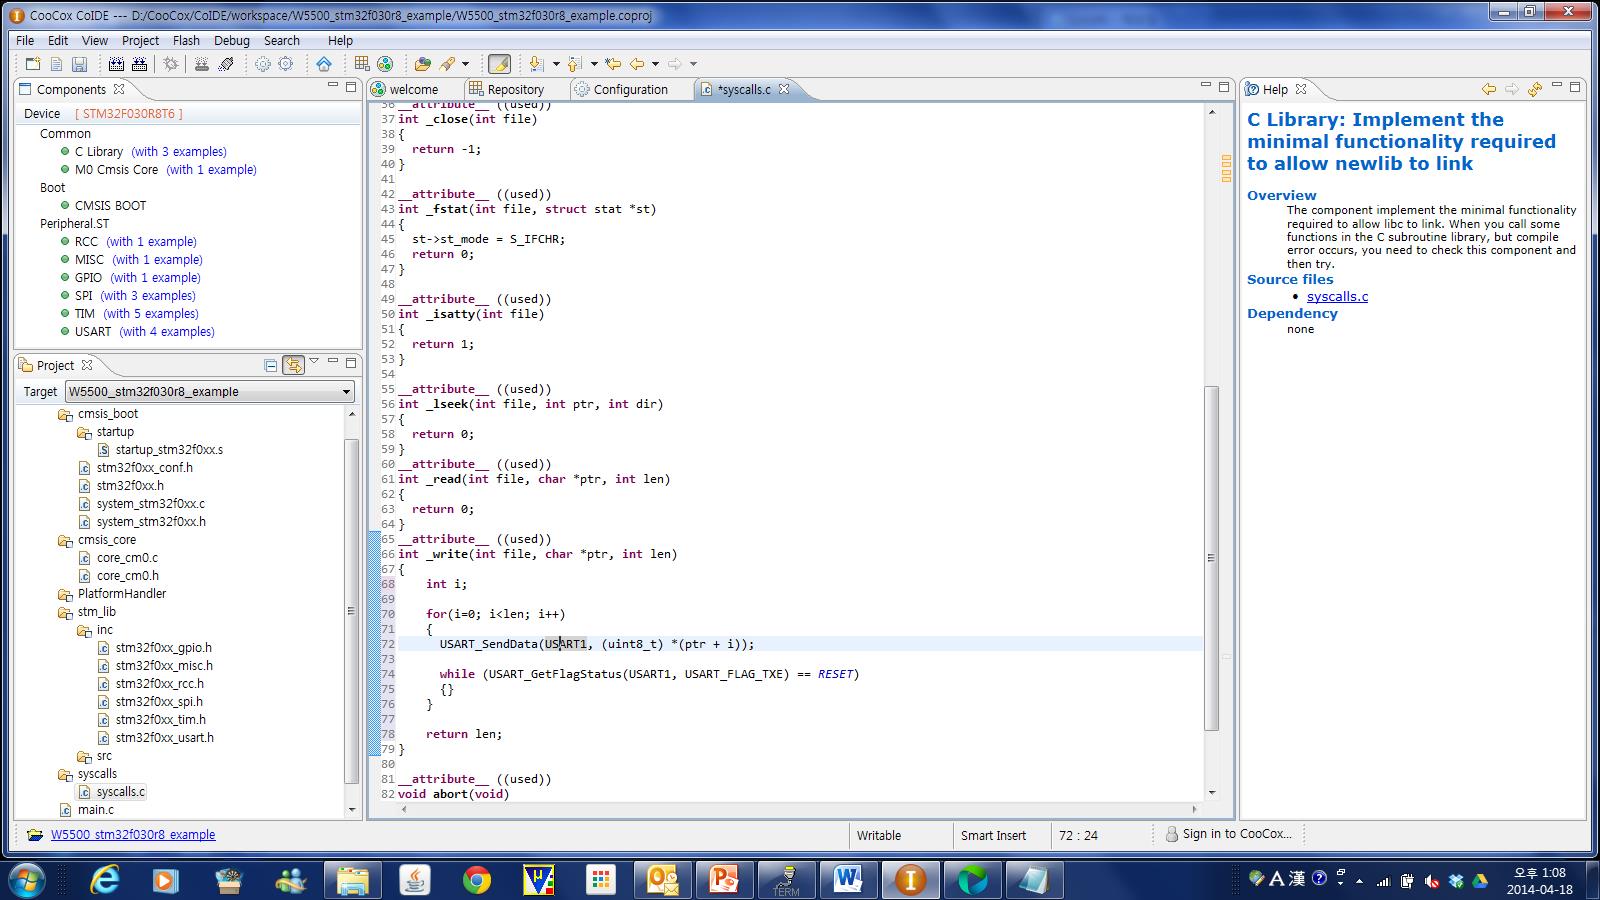 CooCox CoIDE --- D:/CooCox/CoIDE/workspace/W5500_stm32f030r8_example/W5500_stm32f030r8_example.coproj
File Edit View Project Flash Debug Search Help
Components
Device [ STM32F030R8T6 ]
Common
C Library (with 3 examples)
M0 Cmsis Core (with 1 example)
Boot
CMSIS BOOT
Peripheral.ST
RCC (with 1 example)
MISC (with 1 example)
GPIO (with 1 example)
SPI (with 3 examples)
TIM (with 5 examples)
USART (with 4 examples)
Project
Target W5500_stm32f030r8_example
cmsis_boot
startup
startup_stm32f0xx.s
stm32f0xx_conf.h
stm32f0xx.h
system_stm32f0xx.c
system_stm32f0xx.h
cmsis_core
core_cm0.c
core_cm0.h
PlatformHandler
stm_lib
inc
stm32f0xx_gpio.h
stm32f0xx_misc.h
stm32f0xx_rcc.h
stm32f0xx_spi.h
stm32f0xx_tim.h
stm32f0xx_usart.h
src
syscalls
syscalls.c
main.c
welcome Repository Configuration *syscalls.c
36 __attribute__ ((used))
37 int _close(int file)
38 {
39 return -1;
40 }
41
42 __attribute__ ((used))
43 int _fstat(int file, struct stat *st)
44 {
45 st->st_mode = S_IFCHR;
46 return 0;
47 }
48
49 __attribute__ ((used))
50 int _isatty(int file)
51 {
52 return 1;
53 }
54
55 __attribute__ ((used))
56 int _lseek(int file, int ptr, int dir)
57 {
58 return 0;
59 }
60 __attribute__ ((used))
61 int _read(int file, char *ptr, int len)
62 {
63 return 0;
64 }
65 __attribute__ ((used))
66 int _write(int file, char *ptr, int len)
67 {
68 int i;
69
70 for(i=0; i<len; i++)
71 {
72 USART_SendData(USART1, (uint8_t) *(ptr + i));
73
74 while (USART_GetFlagStatus(USART1, USART_FLAG_TXE) == RESET)
75 {}
76 }
77
78 return len;
79 }
80
81 __attribute__ ((used))
82 void abort(void)
Help
C Library: Implement the
minimal functionality required
to allow newlib to link
Overview
The component implement the minimal functionality
required to allow libc to link. When you call some
functions in the C subroutine library, but compile
error occurs, you need to check this component and
then try.
Source files
• syscalls.c
Dependency
none
W5500_stm32f030r8_example
Writable Smart Insert 72 : 24 Sign in to CooCox...
TERM
A 漢
오후 1:08
2014-04-18